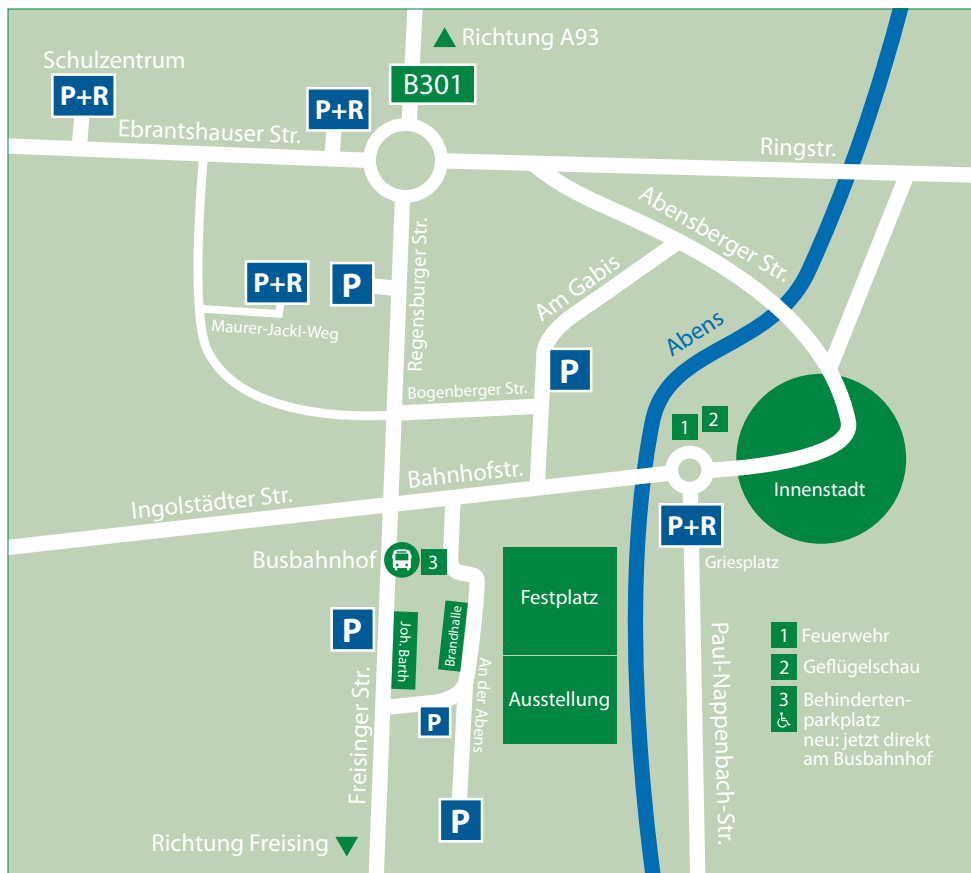 Richtung A93
Schulzentrum
B301
P+R
P+R
Ebrantshauser Str.
Ringstr.
Abensberger Str.
Regensburger Str.
P+R
P
Am Gabis
Maurer-Jackl-Weg
Abens
P
Bogenberger Str.
1
2
Bahnhofstr.
Ingolstädter Str.
Innenstadt
P+R
Busbahnhof
3
Griesplatz
Festplatz
P
Joh. Barth
Brandhalle
An der Abens
Ausstellung
P
Freisinger Str.
Paul-Nappenbach-Str.
P
Richtung Freising
1 Feuerwehr
2 Geflügelschau
3 Behinderten-
parkplatz
neu: jetzt direkt
am Busbahnhof